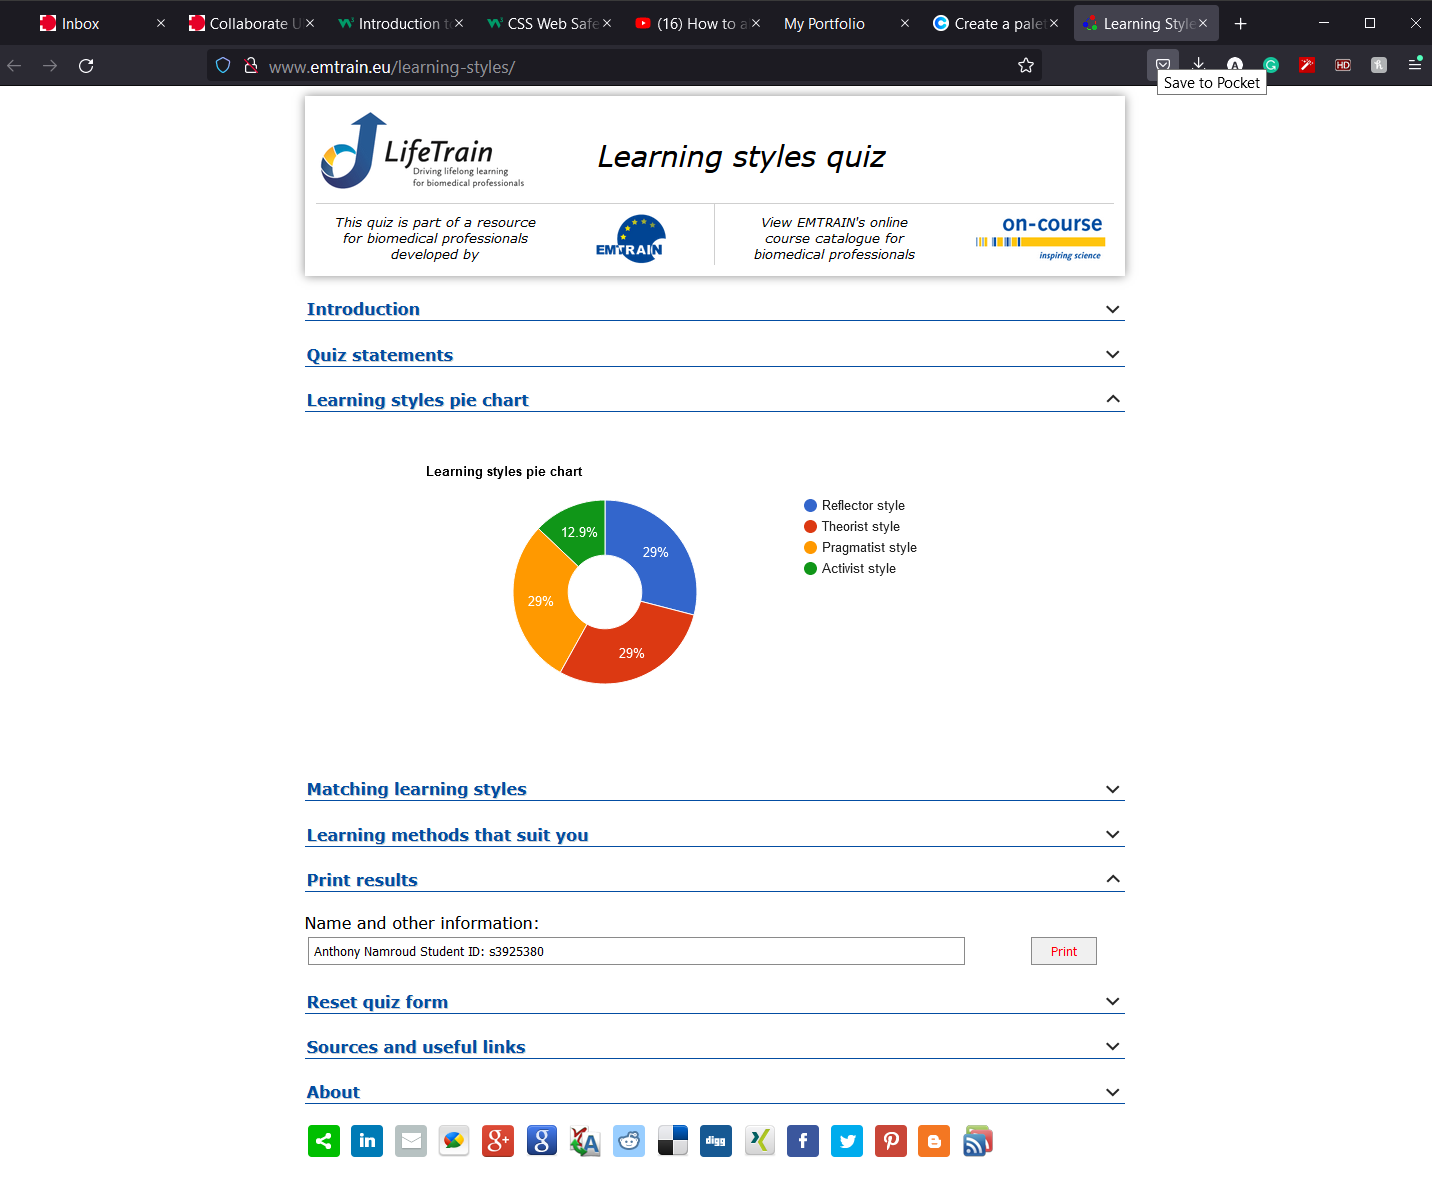 Inbox
Collaborate U
Introduction to
CSS Web Safe
(16) How to a
My Portfolio
Create a palet
Learning Style
www.emtrain.eu/learning-styles/
Save to Pocket
LifeTrain
Driving lifelong learning
for biomedical professionals
Learning styles quiz
This quiz is part of a resource
for biomedical professionals
developed by
EMTRAIN
View EMTRAIN's online
course catalogue for
biomedical professionals
on-course
inspiring science
Introduction
Quiz statements
Learning styles pie chart
Learning styles pie chart
12.9%
29%
29%
29%
Reflector style
Theorist style
Pragmatist style
Activist style
Matching learning styles
Learning methods that suit you
Print results
Name and other information:
Anthony Namroud Student ID: s3925380
Print
Reset quiz form
Sources and useful links
About